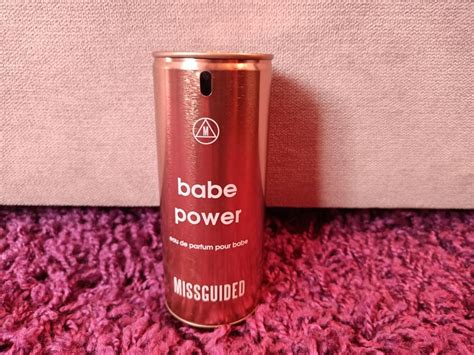 M
babe
power
eau de parfum pour babe
MISSGUIDED